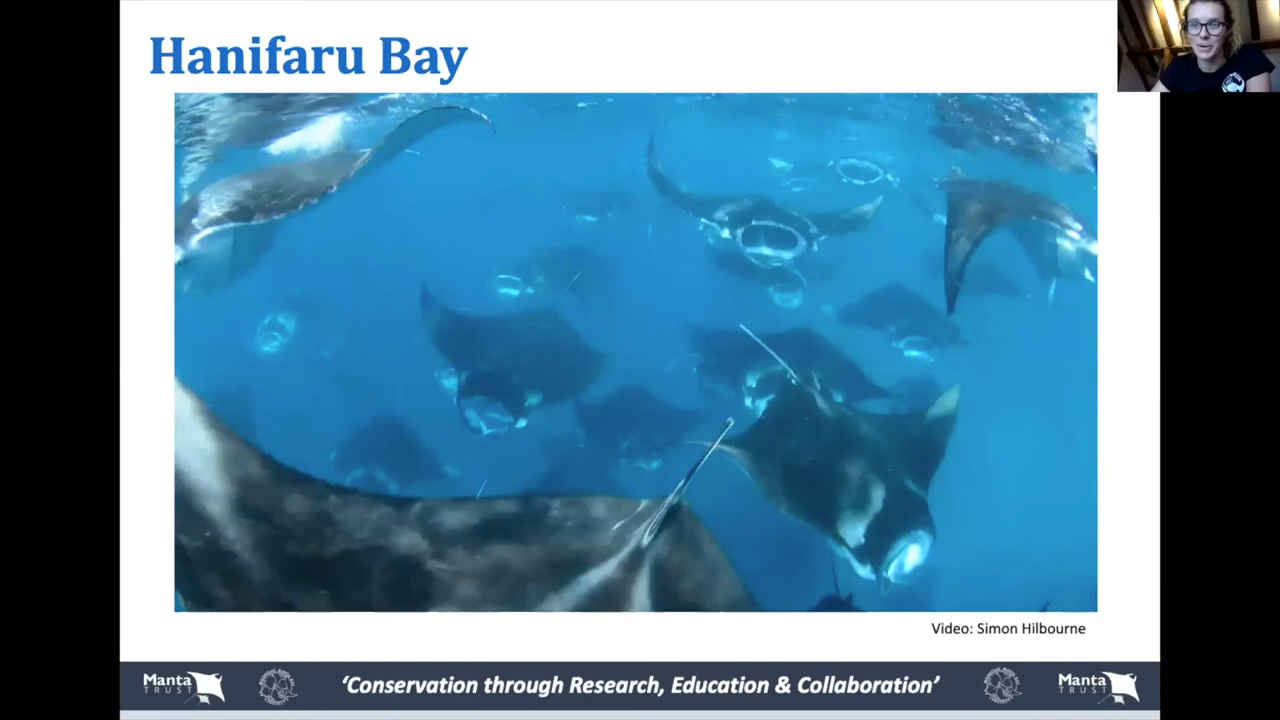 Hanifaru Bay
Video: Simon Hilbourne
Manta
TRUST
'Conservation through Research, Education & Collaboration'
Manta
TRUST